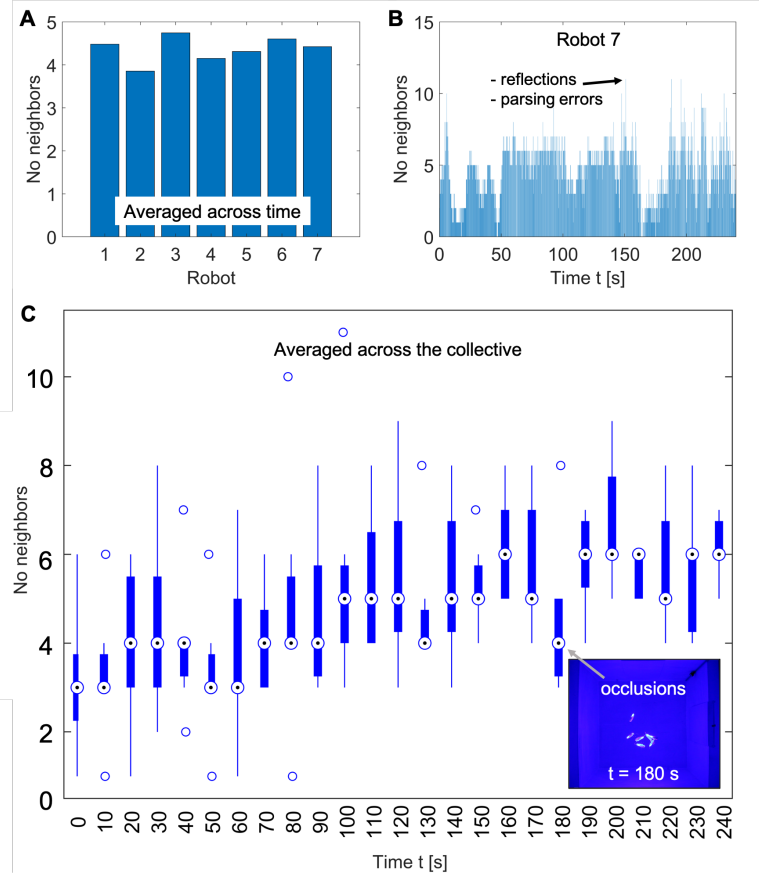 A
5
4
3
2
1
0
No neighbors
Averaged across time
1 2 3 4 5 6 7
Robot
B
15
10
5
0
No neighbors
Robot 7
- reflections
- parsing errors
0 50 100 150 200
Time t [s]
C
Averaged across the collective
10
8
6
4
2
0
No neighbors
occlusions
t = 180 s
0 10 20 30 40 50 60 70 80 90 100 110 120 130 140 150 160 170 180 190 200 210 220 230 240
Time t [s]